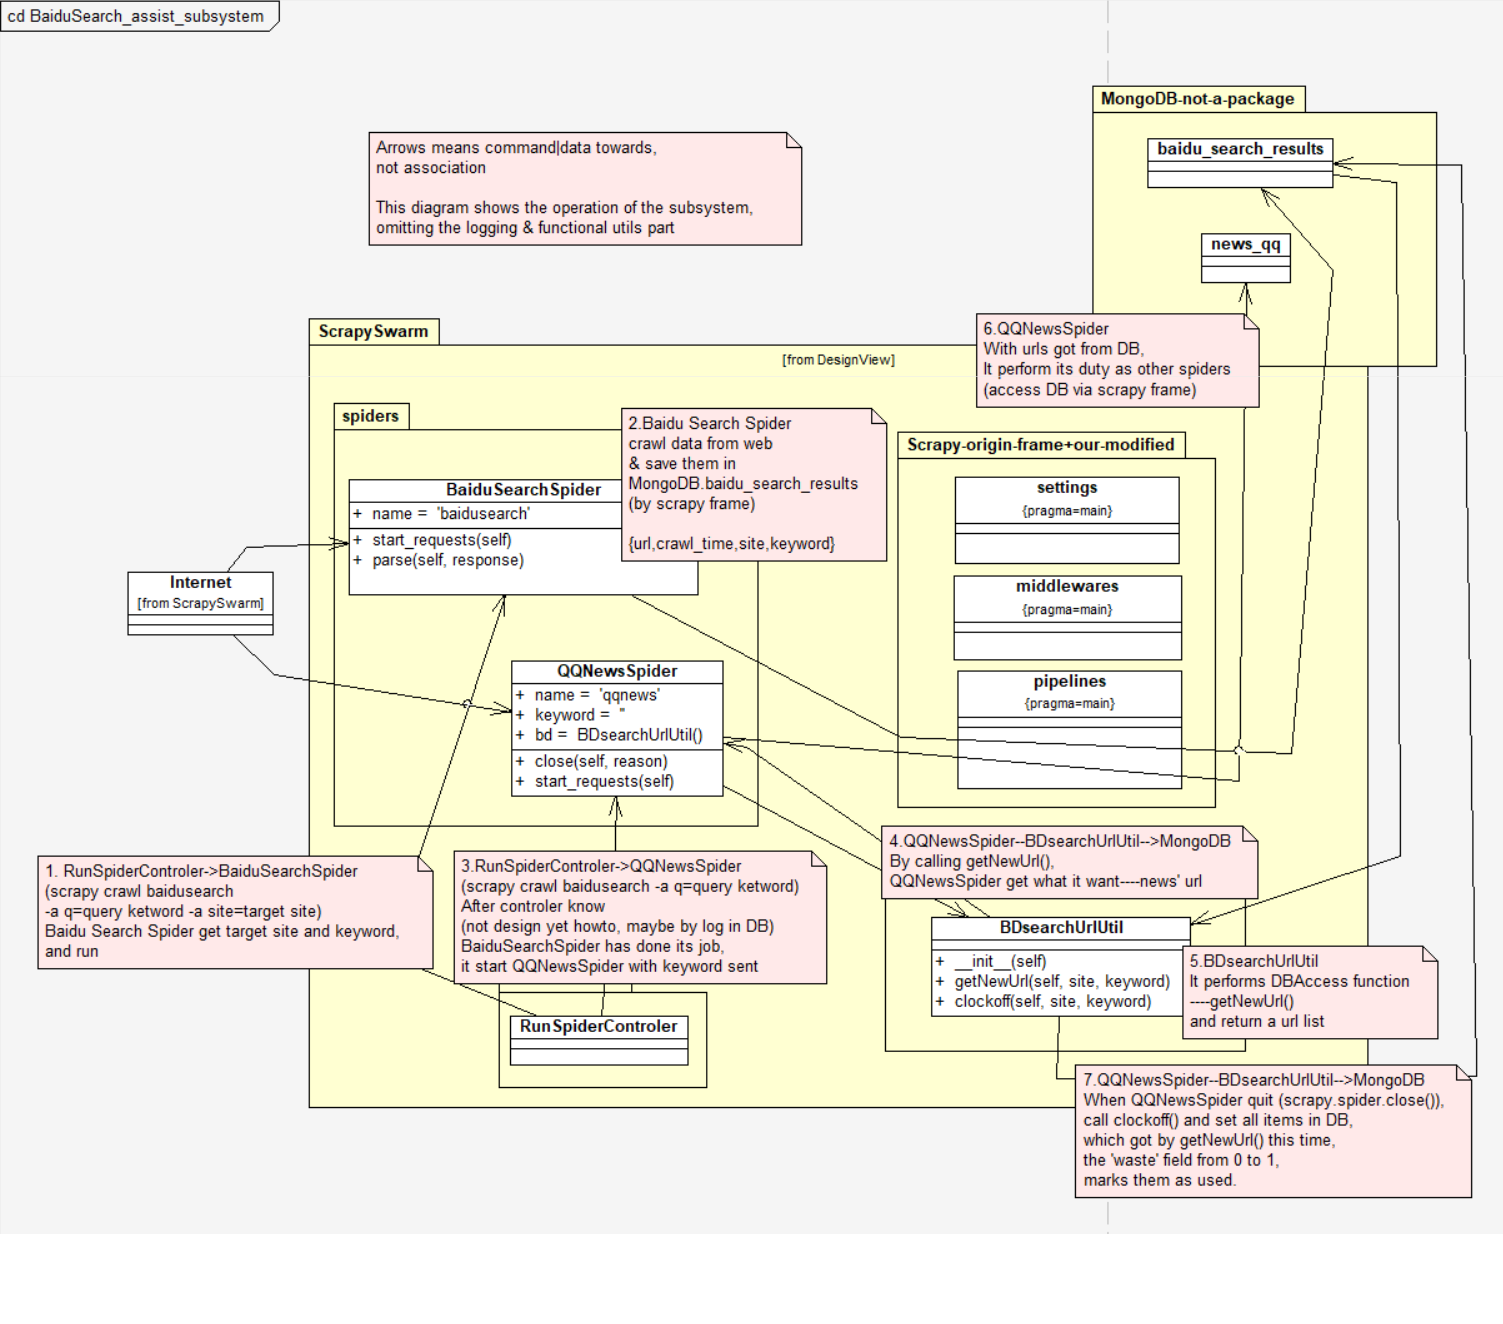 cd BaiduSearch_assist_subsystem
MongoDB-not-a-package
baidu_search_results
news_qq
Arrows means command|data towards,
not association
This diagram shows the operation of the subsystem,
omitting the logging & functional utils part
ScrapySwarm
[from DesignView]
6.QQNewsSpider
With urls got from DB,
It perform its duty as other spiders
(access DB via scrapy frame)
spiders
2.Baidu Search Spider
crawl data from web
& save them in
MongoDB.baidu_search_results
(by scrapy frame)
{url,crawl_time,site,keyword}
BaiduSearchSpider
+ name = 'baidusearch'
+ start_requests(self)
+ parse(self, response)
Scrapy-origin-frame+our-modified
settings
{pragma=main}
middlewares
{pragma=main}
pipelines
{pragma=main}
Internet
[from ScrapySwarm]
QQNewsSpider
+ name = 'qqnews'
+ keyword = ''
+ bd = BDsearchUrlUtil()
+ close(self, reason)
+ start_requests(self)
1. RunSpiderControler->BaiduSearchSpider
(scrapy crawl baidusearch
-a q=query ketword -a site=target site)
Baidu Search Spider get target site and keyword,
and run
3.RunSpiderControler->QQNewsSpider
(scrapy crawl baidusearch -a q=query ketword)
After controler know
(not design yet howto, maybe by log in DB)
BaiduSearchSpider has done its job,
it start QQNewsSpider with keyword sent
RunSpiderControler
4.QQNewsSpider--BDsearchUrlUtil-->MongoDB
By calling getNewUrl(),
QQNewsSpider get what it want----news' url
BDsearchUrlUtil
+ __init__(self)
+ getNewUrl(self, site, keyword)
+ clockoff(self, site, keyword)
5.BDsearchUrlUtil
It performs DBAccess function
----getNewUrl()
and return a url list
7.QQNewsSpider--BDsearchUrlUtil-->MongoDB
When QQNewsSpider quit (scrapy.spider.close()),
call clockoff() and set all items in DB,
which got by getNewUrl() this time,
the 'waste' field from 0 to 1,
marks them as used.